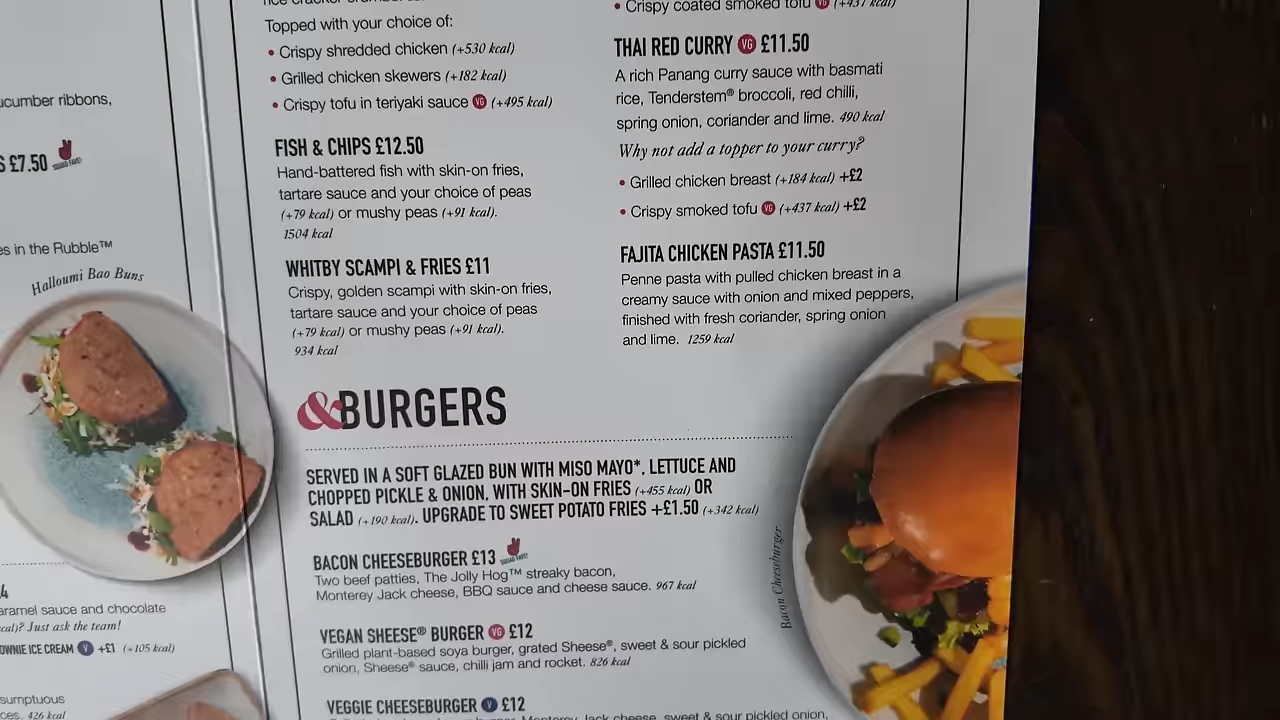 ucumber ribbons,
S £7.50
es in the Rubble™
Halloumi Bao Buns
4
aramel sauce and chocolate
cal)? Just ask the team!
OWNIE ICE CREAM V +£1 (+105 kcal)
sumptuous
ces. 426 kcal
Topped with your choice of:
• Crispy shredded chicken (+530 kcal)
• Grilled chicken skewers (+182 kcal)
• Crispy tofu in teriyaki sauce VG (+495 kcal)
FISH & CHIPS £12.50
Hand-battered fish with skin-on fries,
tartare sauce and your choice of peas
(+79 kcal) or mushy peas (+91 kcal).
1504 kcal
WHITBY SCAMPI & FRIES £11
Crispy, golden scampi with skin-on fries,
tartare sauce and your choice of peas
(+79 kcal) or mushy peas (+91 kcal).
934 kcal
• Crispy coated smoked tofu VG (+437 kcal)
THAI RED CURRY VG £11.50
A rich Panang curry sauce with basmati
rice, Tenderstem® broccoli, red chilli,
spring onion, coriander and lime. 490 kcal
Why not add a topper to your curry?
• Grilled chicken breast (+184 kcal) +£2
• Crispy smoked tofu VG (+437 kcal) +£2
FAJITA CHICKEN PASTA £11.50
Penne pasta with pulled chicken breast in a
creamy sauce with onion and mixed peppers,
finished with fresh coriander, spring onion
and lime. 1259 kcal
&BURGERS
SERVED IN A SOFT GLAZED BUN WITH MISO MAYO*, LETTUCE AND
CHOPPED PICKLE & ONION, WITH SKIN-ON FRIES (+455 kcal) OR
SALAD (+190 kcal). UPGRADE TO SWEET POTATO FRIES +£1.50 (+342 kcal)
BACON CHEESEBURGER £13
Two beef patties, The Jolly Hog™ streaky bacon,
Monterey Jack cheese, BBQ sauce and cheese sauce. 967 kcal
VEGAN SHEESE® BURGER VG £12
Grilled plant-based soya burger, grated Sheese®, sweet & sour pickled
onion, Sheese® sauce, chilli jam and rocket. 826 kcal
VEGGIE CHEESEBURGER V £12
Monterey Jack cheese, sweet & sour pickled onion,
Bacon Cheeseburger